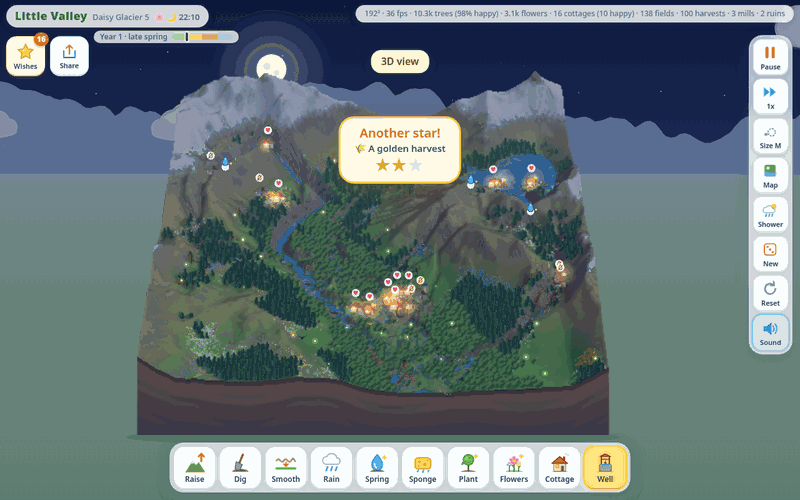 Little Valley Daisy Glacier 5 22:10
192² · 36 fps · 10.3k trees (98% happy) · 3.1k flowers · 16 cottages (10 happy) · 138 fields · 100 harvests · 3 mills · 2 ruins
Year 1 · late spring
16
Wishes
Share
3D view
Another star!
A golden harvest
Pause
1x
Size M
Map
Shower
New
Reset
Sound
Raise
Dig
Smooth
Rain
Spring
Sponge
Plant
Flowers
Cottage
Well